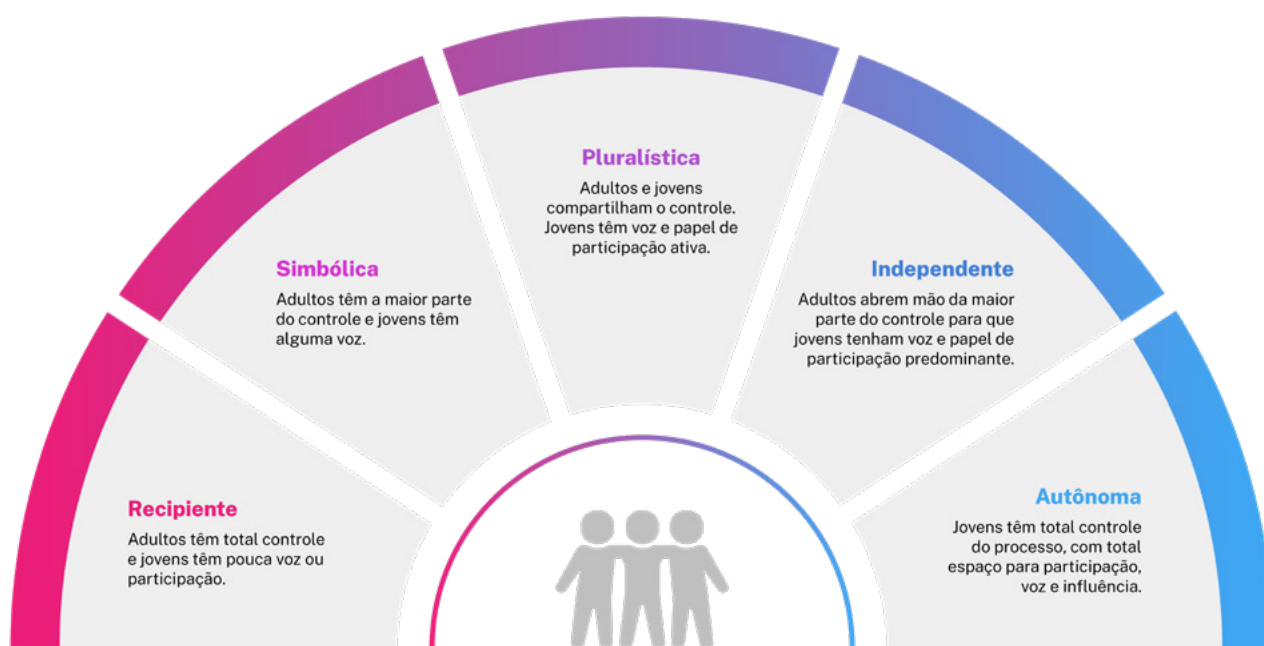 Recipiente
Adultos têm total controle
e jovens têm pouca voz ou
participação.
Simbólica
Adultos têm a maior parte
do controle e jovens têm
alguma voz.
Pluralística
Adultos e jovens
compartilham o controle.
Jovens têm voz e papel de
participação ativa.
Independente
Adultos abrem mão da maior
parte do controle para que
jovens tenham voz e papel de
participação predominante.
Autônoma
Jovens têm total controle
do processo, com total
espaço para participação,
voz e influência.